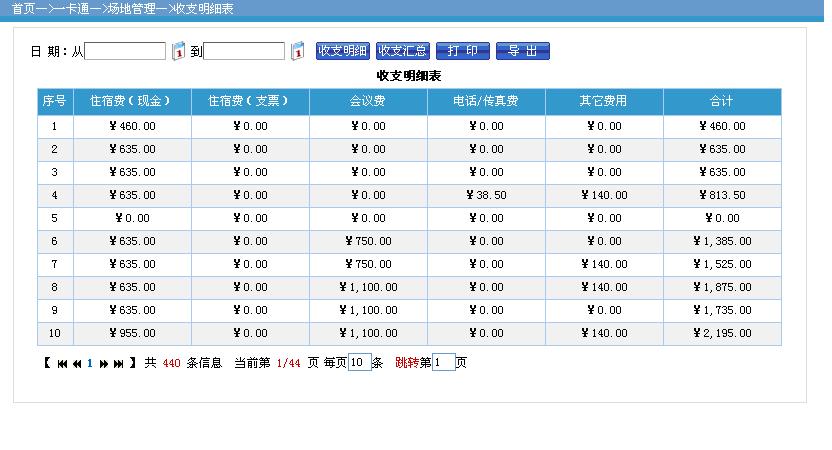 首页—>一卡通—>场地管理—>收支明细表
日 期：从 到 收支明细 收支汇总 打 印 导 出
收支明细表
序号 住宿费（现金） 住宿费（支票） 会议费 电话/传真费 其它费用 合计
1 ￥460.00 ￥0.00 ￥0.00 ￥0.00 ￥0.00 ￥460.00
2 ￥635.00 ￥0.00 ￥0.00 ￥0.00 ￥0.00 ￥635.00
3 ￥635.00 ￥0.00 ￥0.00 ￥0.00 ￥0.00 ￥635.00
4 ￥635.00 ￥0.00 ￥0.00 ￥38.50 ￥140.00 ￥813.50
5 ￥0.00 ￥0.00 ￥0.00 ￥0.00 ￥0.00 ￥0.00
6 ￥635.00 ￥0.00 ￥750.00 ￥0.00 ￥0.00 ￥1,385.00
7 ￥635.00 ￥0.00 ￥750.00 ￥0.00 ￥140.00 ￥1,525.00
8 ￥635.00 ￥0.00 ￥1,100.00 ￥0.00 ￥140.00 ￥1,875.00
9 ￥635.00 ￥0.00 ￥1,100.00 ￥0.00 ￥0.00 ￥1,735.00
10 ￥955.00 ￥0.00 ￥1,100.00 ￥0.00 ￥140.00 ￥2,195.00
【 1 】 共 440 条信息 当前第 1/44 页 每页10条 跳转第1页